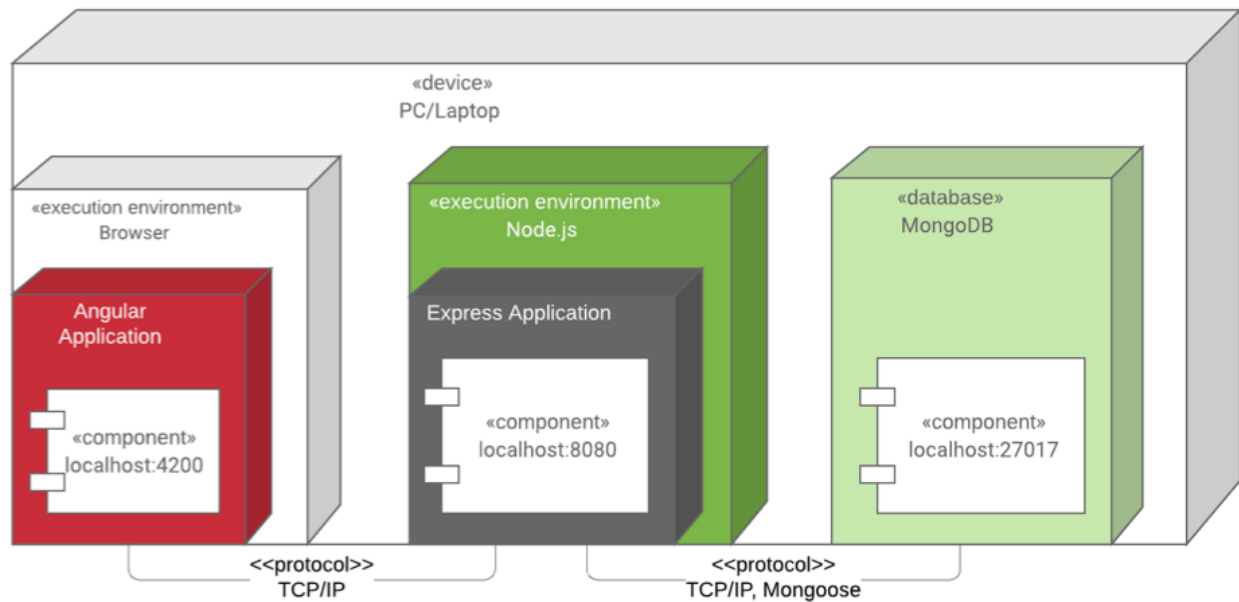 «device»
PC/Laptop
«execution environment»
Browser
Angular
Application
«component»
localhost:4200
«execution environment»
Node.js
Express Application
«component»
localhost:8080
«database»
MongoDB
«component»
localhost:27017
<<protocol>>
TCP/IP
<<protocol>>
TCP/IP, Mongoose